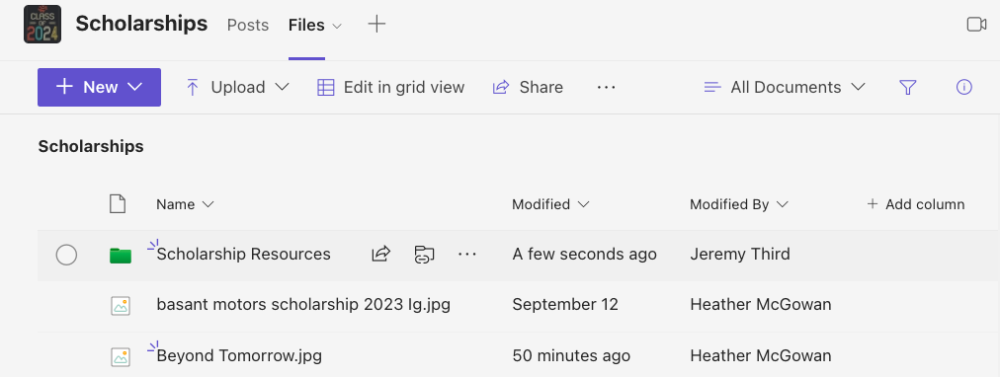 CLASS
OF
2024
Scholarships Posts Files
New Upload Edit in grid view Share ... All Documents
Scholarships
Name Modified Modified By + Add column
Scholarship Resources ... A few seconds ago Jeremy Third
basant motors scholarship 2023 lg.jpg September 12 Heather McGowan
Beyond Tomorrow.jpg 50 minutes ago Heather McGowan